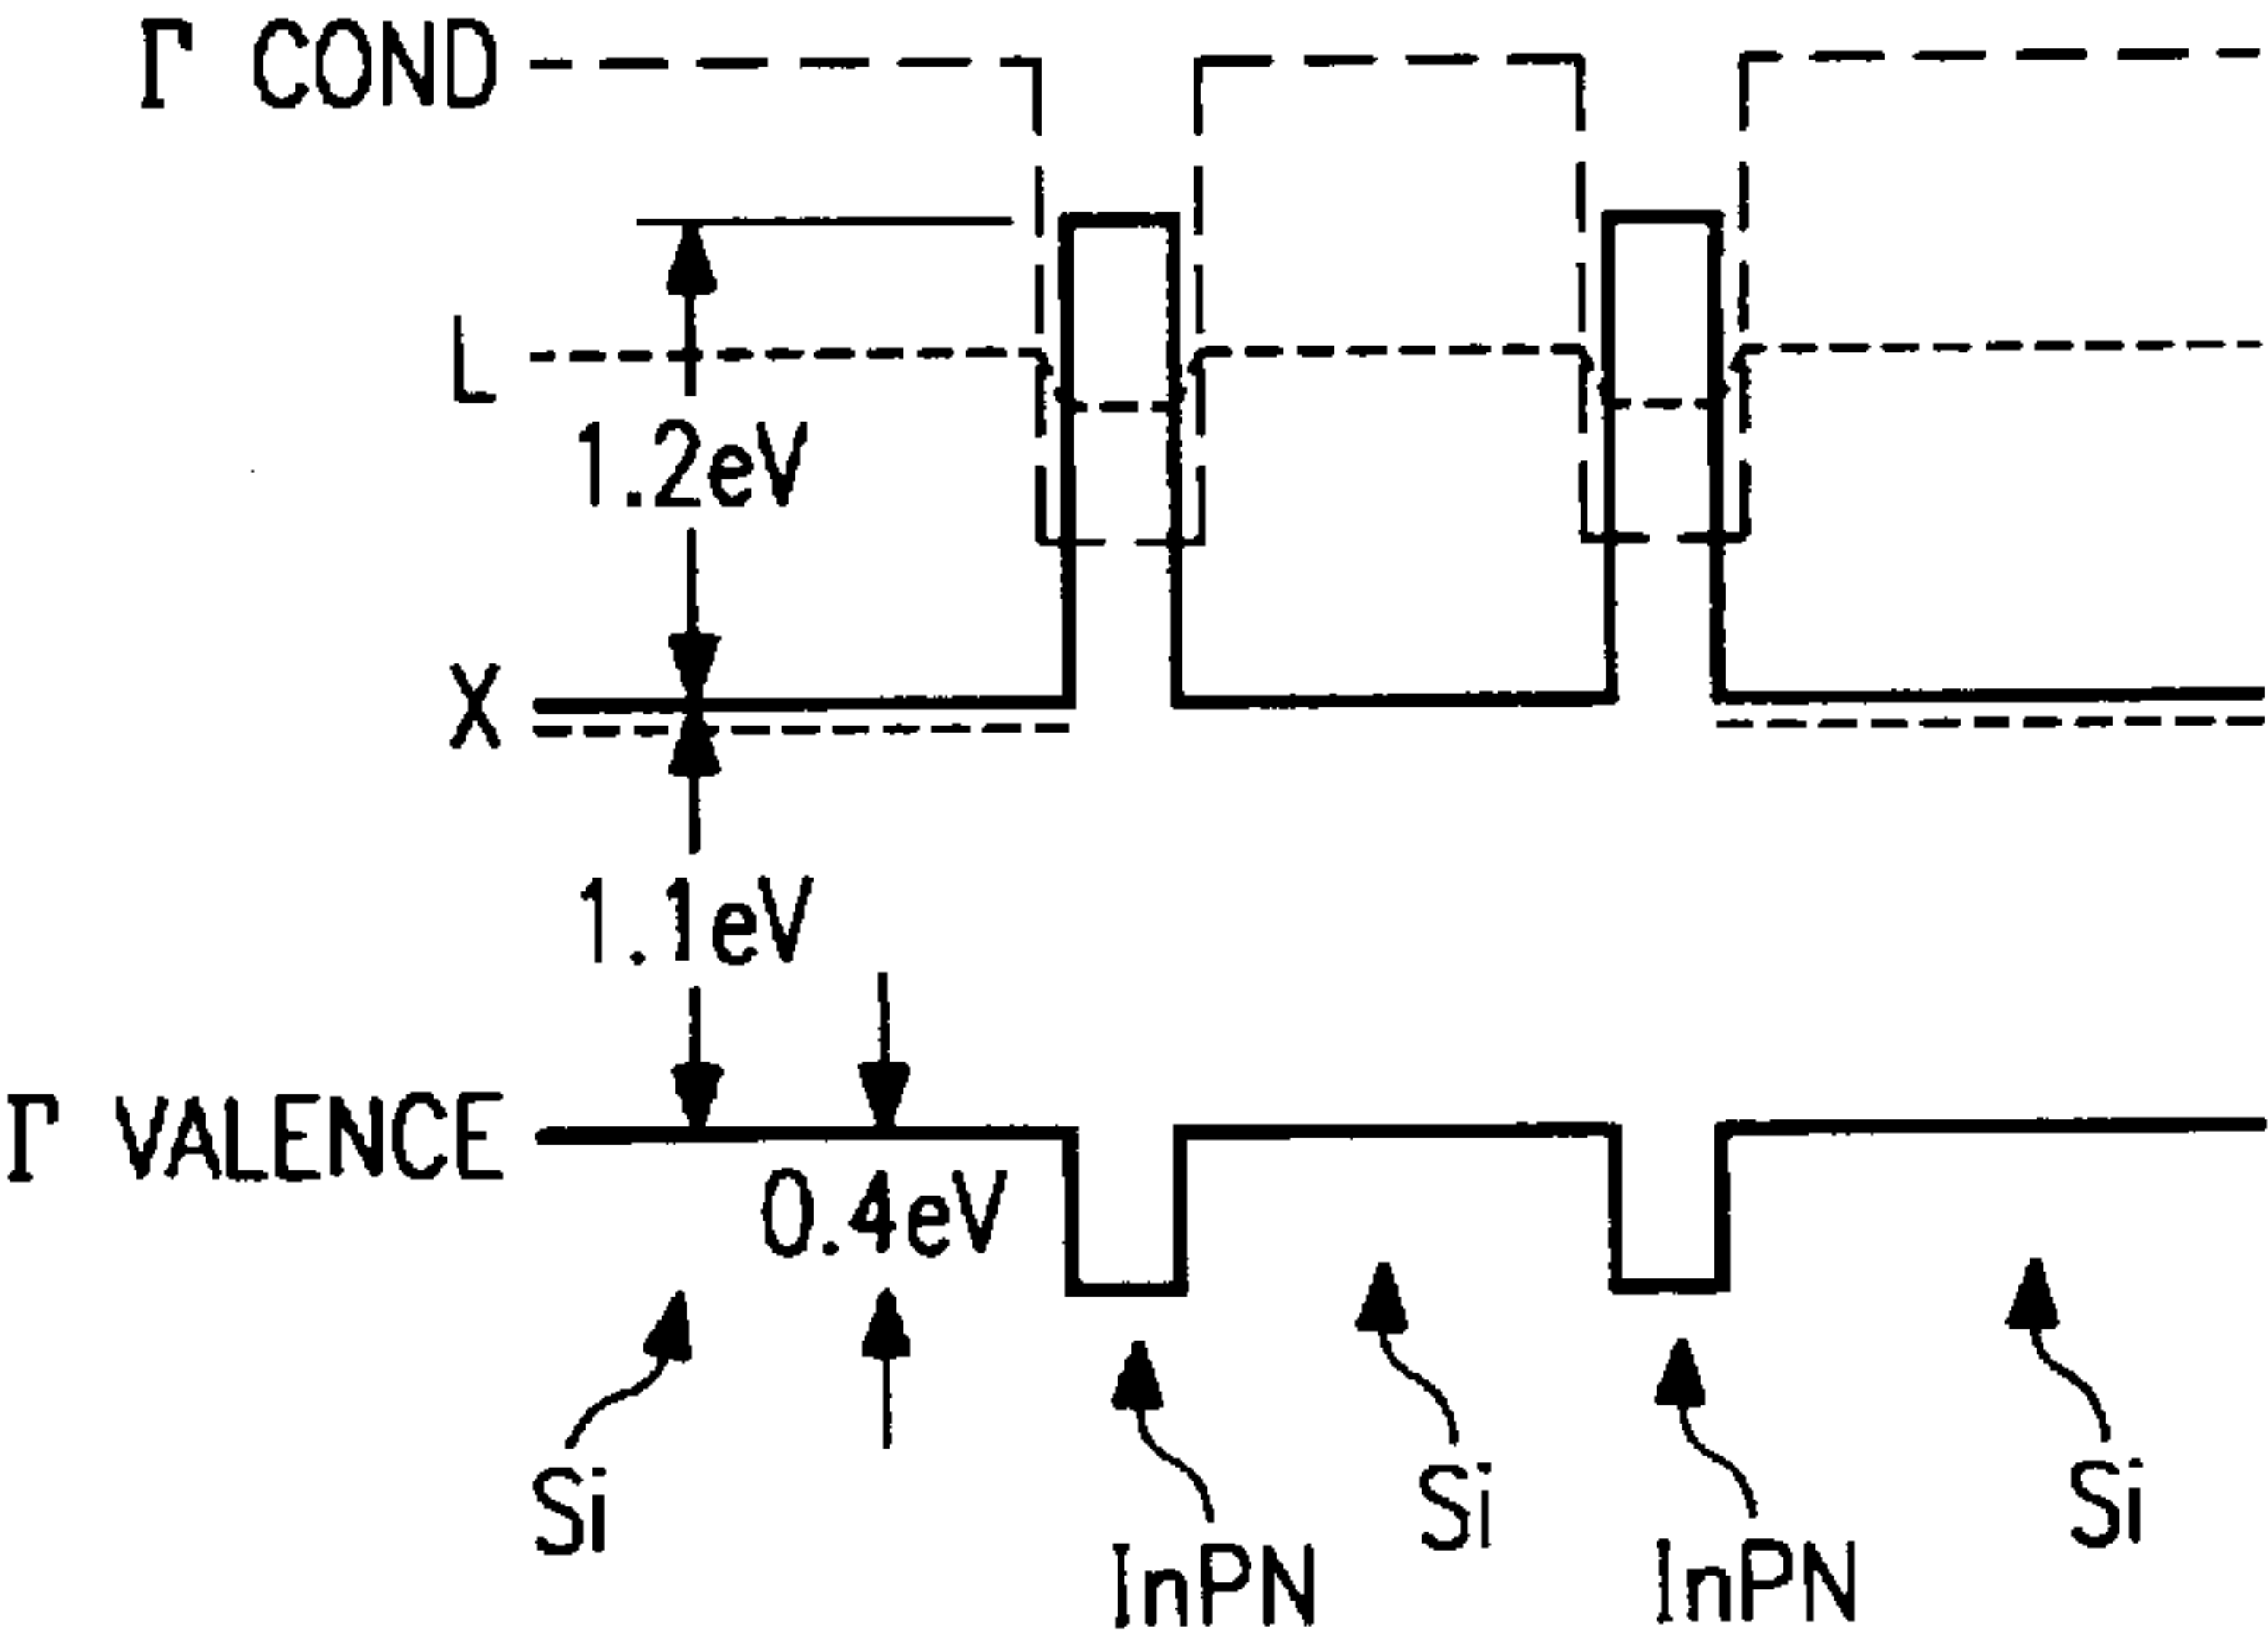 Γ COND
L
1.2eV
X
1.1eV
Γ VALENCE
0.4eV
Si
InPN
Si
InPN
Si